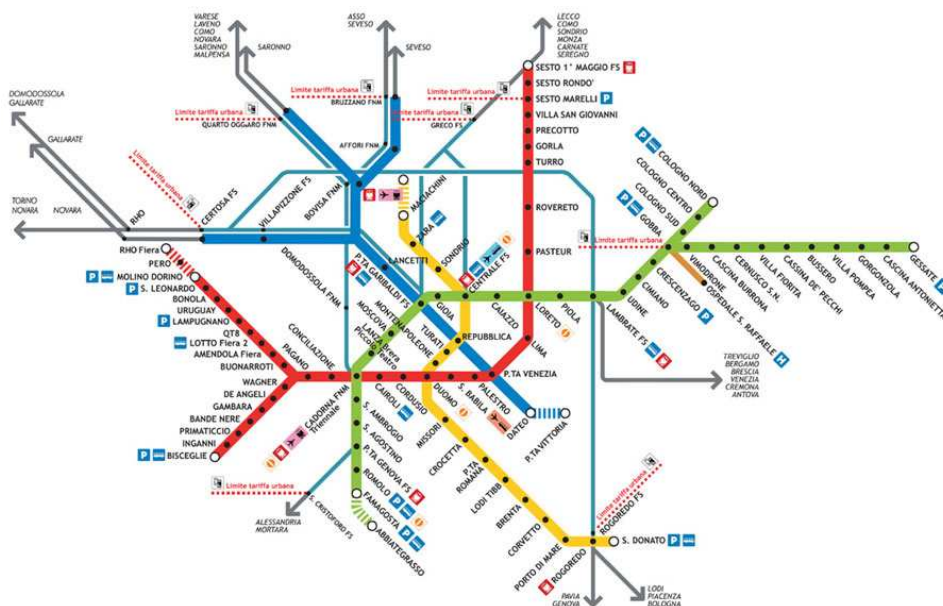 VARESE
LAVENO
COMO
NOVARA
SARONNO
MALPENSA
SARONNO
ASSO
SEVESO
SEVESO
LECCO
COMO
SONDRIO
MONZA
CARNATE
SEREGNO
DOMODOSSOLA
GALLARATE
GALLARATE
TORINO
NOVARA
NOVARA
RHO
Limite tariffa urbana
CERTOSA FS
VILLAPIZZONE FS
Limite tariffa urbana
QUARTO OGGIARO FNM
BOVISA FNM
Limite tariffa urbana
BRUZZANO FNM
AFFORI FNM
Limite tariffa urbana
GRECO FS
Limite tariffa urbana
SESTO 1° MAGGIO FS
SESTO RONDO'
SESTO MARELLI P
VILLA SAN GIOVANNI
PRECOTTO
GORLA
TURRO
ROVERETO
PASTEUR
LORETO
LIMA
P.TA VENEZIA
PALESTRO
S. BABILA
DUOMO
CORDUSIO
CAIROLI
CADORNA FNM
Triennale
CONCILIAZIONE
PAGANO
BUONARROTI
AMENDOLA Fiera
LOTTO Fiera 2
QT8
P LAMPUGNANO
URUGUAY
BONOLA
P S. LEONARDO
P MOLINO DORINO
PERO
RHO Fiera
WAGNER
DE ANGELI
GAMBARA
BANDE NERE
PRIMATICCIO
INGANNI
P BISCEGLIE
MACIACHINI
ZARA
SONDRIO
CENTRALE FS
REPUBBLICA
TURATI
MONTENAPOLEONE
MISSORI
CROCETTA
P.TA
ROMANA
LODI TIBB
BRENTA
CORVETTO
PORTO DI MARE
ROGOREDO
S. DONATO P
ROGOREDO FS
Limite tariffa urbana
DOMODOSSOLA FNM
LANCETTI
P.TA GARIBALDI FS
DATEO
P.TA VITTORIA
P COLOGNO NORD
COLOGNO CENTRO
COLOGNO SUD
P GOBBA
Limite tariffa urbana
VIMODRONE
CASCINA BURRONA
CERNUSCO S.N.
VILLA FIORITA
CASSINA DE' PECCHI
BUSSERO
VILLA POMPEA
GORGONZOLA
CASCINA ANTONIETTA
GESSATE P
OSPEDALE S. RAFFAELE H
CRESCENZAGO P
CIMIANO
UDINE
LAMBRATE FS
PIOLA
CAIAZZO
GIOIA
MOSCOVA
LANZA Brera
Piccolo Teatro
S. AMBROGIO
S. AGOSTINO
P.TA GENOVA FS
ROMOLO P
FAMAGOSTA P
ABBIATEGRASSO
Limite tariffa urbana
S. CRISTOFORO FS
ALESSANDRIA
MORTARA
TREVIGLIO
BERGAMO
BRESCIA
VENEZIA
CREMONA
ANTOVA
PAVIA
GENOVA
LODI
PIACENZA
BOLOGNA